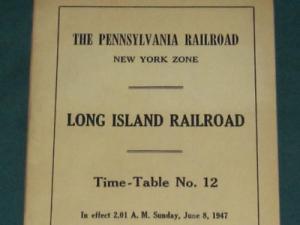 THE PENNSYLVANIA RAILROAD
NEW YORK ZONE
LONG ISLAND RAILROAD
Time-Table No. 12
In effect 2.01 A. M. Sunday, June 8, 1947